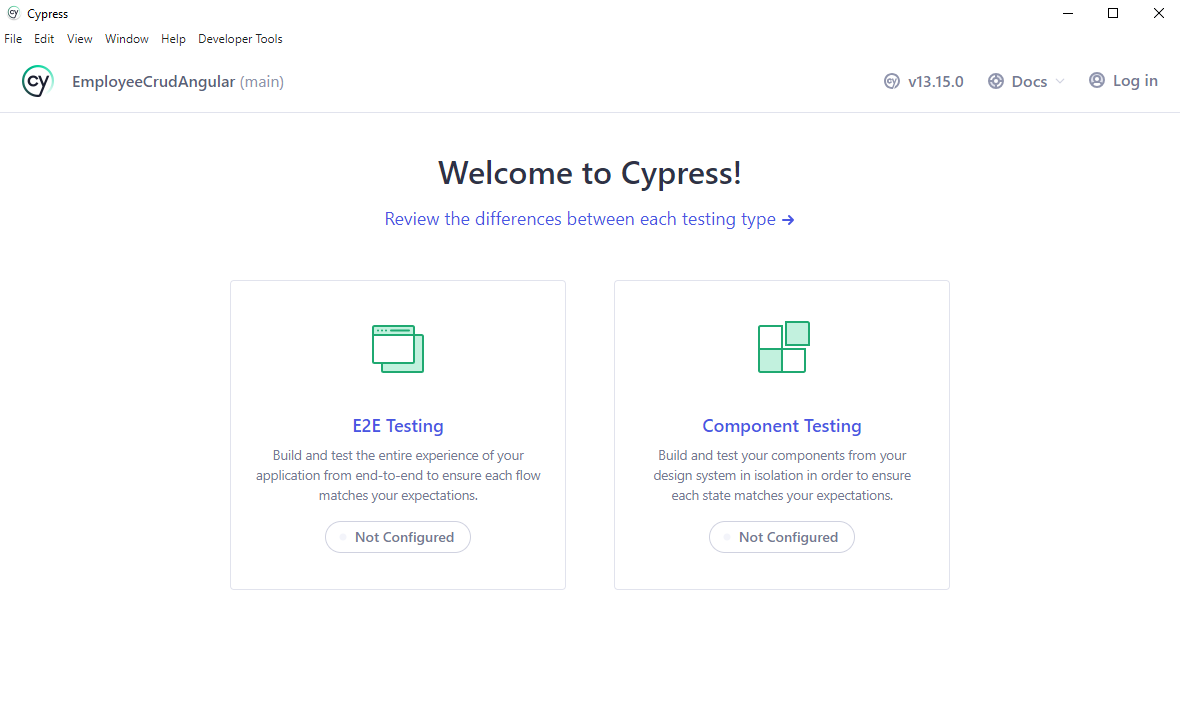 cy Cypress
File Edit View Window Help Developer Tools
cy EmployeeCrudAngular (main) cy v13.15.0 Docs Log in
Welcome to Cypress!
Review the differences between each testing type →
E2E Testing
Build and test the entire experience of your
application from end-to-end to ensure each flow
matches your expectations.
Not Configured
Component Testing
Build and test your components from your
design system in isolation in order to ensure
each state matches your expectations.
Not Configured